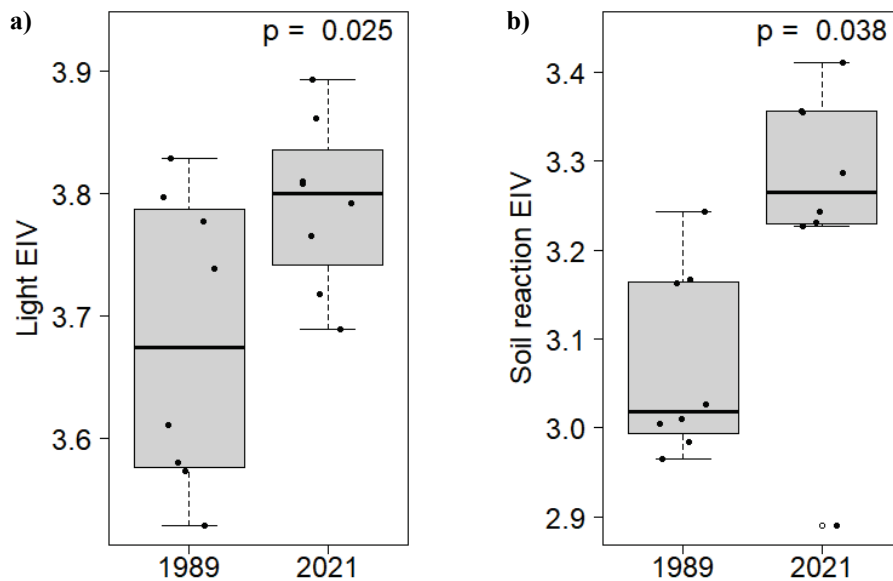 a)
p = 0.025
Light EIV
3.9
3.8
3.7
3.6
1989 2021
b)
p = 0.038
Soil reaction EIV
3.4
3.3
3.2
3.1
3.0
2.9
1989 2021